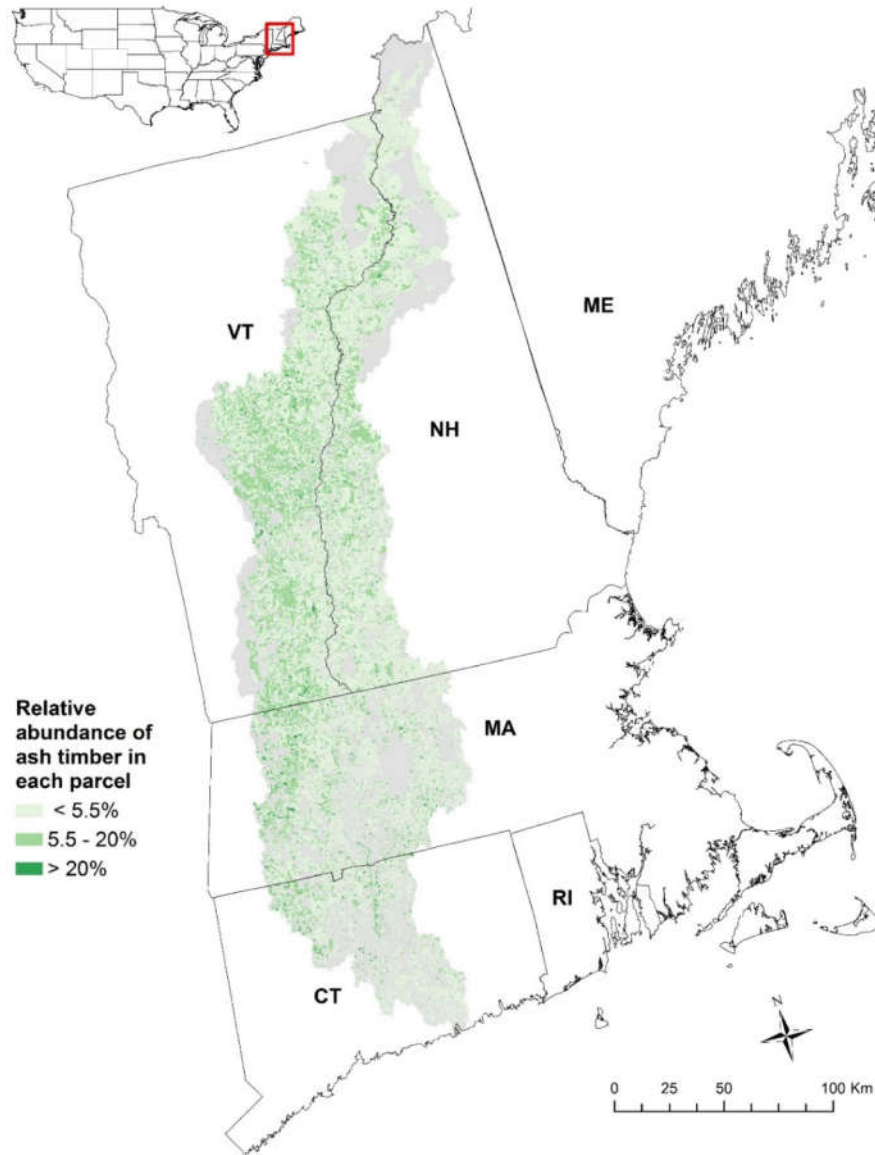 ME
VT
NH
Relative
abundance of
ash timber in
each parcel
< 5.5%
5.5 - 20%
> 20%
MA
RI
CT
N
0 25 50 100 Km